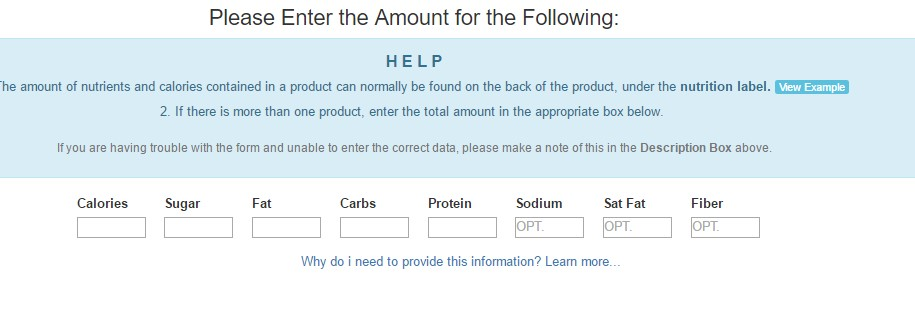 Please Enter the Amount for the Following:
HELP
he amount of nutrients and calories contained in a product can normally be found on the back of the product, under the nutrition label. View Example
2. If there is more than one product, enter the total amount in the appropriate box below.
If you are having trouble with the form and unable to enter the correct data, please make a note of this in the Description Box above.
Calories Sugar Fat Carbs Protein Sodium Sat Fat Fiber
OPT. OPT. OPT.
Why do i need to provide this information? Learn more...